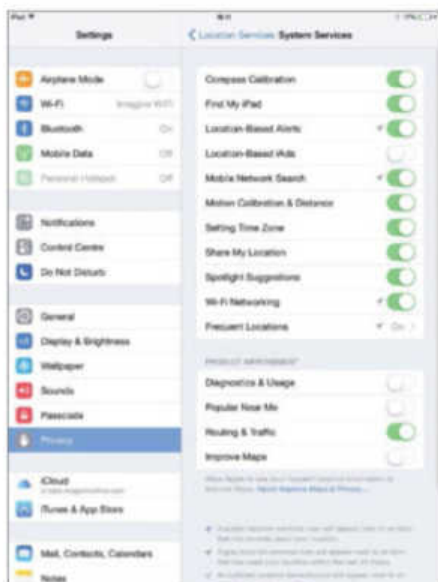 iPad
Settings
Airplane Mode
Wi-Fi Imagine WiFi
Bluetooth On
Mobile Data Off
Personal Hotspot Off
Notifications
Control Centre
Do Not Disturb
General
Display & Brightness
Wallpaper
Sounds
Passcode
Privacy
iCloud
iTunes & App Store
Mail, Contacts, Calendars
Notes
Location Services System Services
Compass Calibration
Find My iPad
Location-Based Alerts
Location-Based iAds
Mobile Network Search
Motion Calibration & Distance
Setting Time Zone
Share My Location
Spotlight Suggestions
Wi-Fi Networking
Frequent Locations On
PRODUCT IMPROVEMENT
Diagnostics & Usage
Popular Near Me
Routing & Traffic
Improve Maps